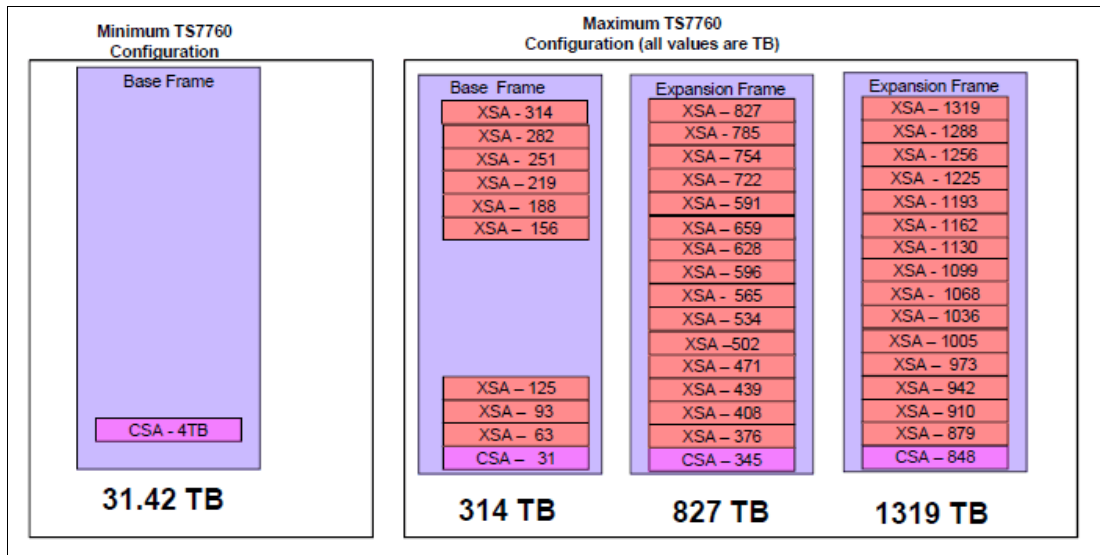 Minimum TS7760
Configuration
Base Frame
CSA - 4TB
31.42 TB
Maximum TS7760
Configuration (all values are TB)
Base Frame
XSA - 314
XSA - 282
XSA - 251
XSA - 219
XSA – 188
XSA – 156
XSA – 125
XSA – 93
XSA – 63
CSA – 31
314 TB
Expansion Frame
XSA – 827
XSA - 785
XSA – 754
XSA – 722
XSA – 591
XSA – 659
XSA – 628
XSA – 596
XSA - 565
XSA – 534
XSA –502
XSA – 471
XSA – 439
XSA – 408
XSA – 376
CSA – 345
827 TB
Expansion Frame
XSA – 1319
XSA - 1288
XSA – 1256
XSA - 1225
XSA - 1193
XSA - 1162
XSA - 1130
XSA - 1099
XSA - 1068
XSA - 1036
XSA – 1005
XSA – 973
XSA – 942
XSA – 910
XSA – 879
CSA – 848
1319 TB